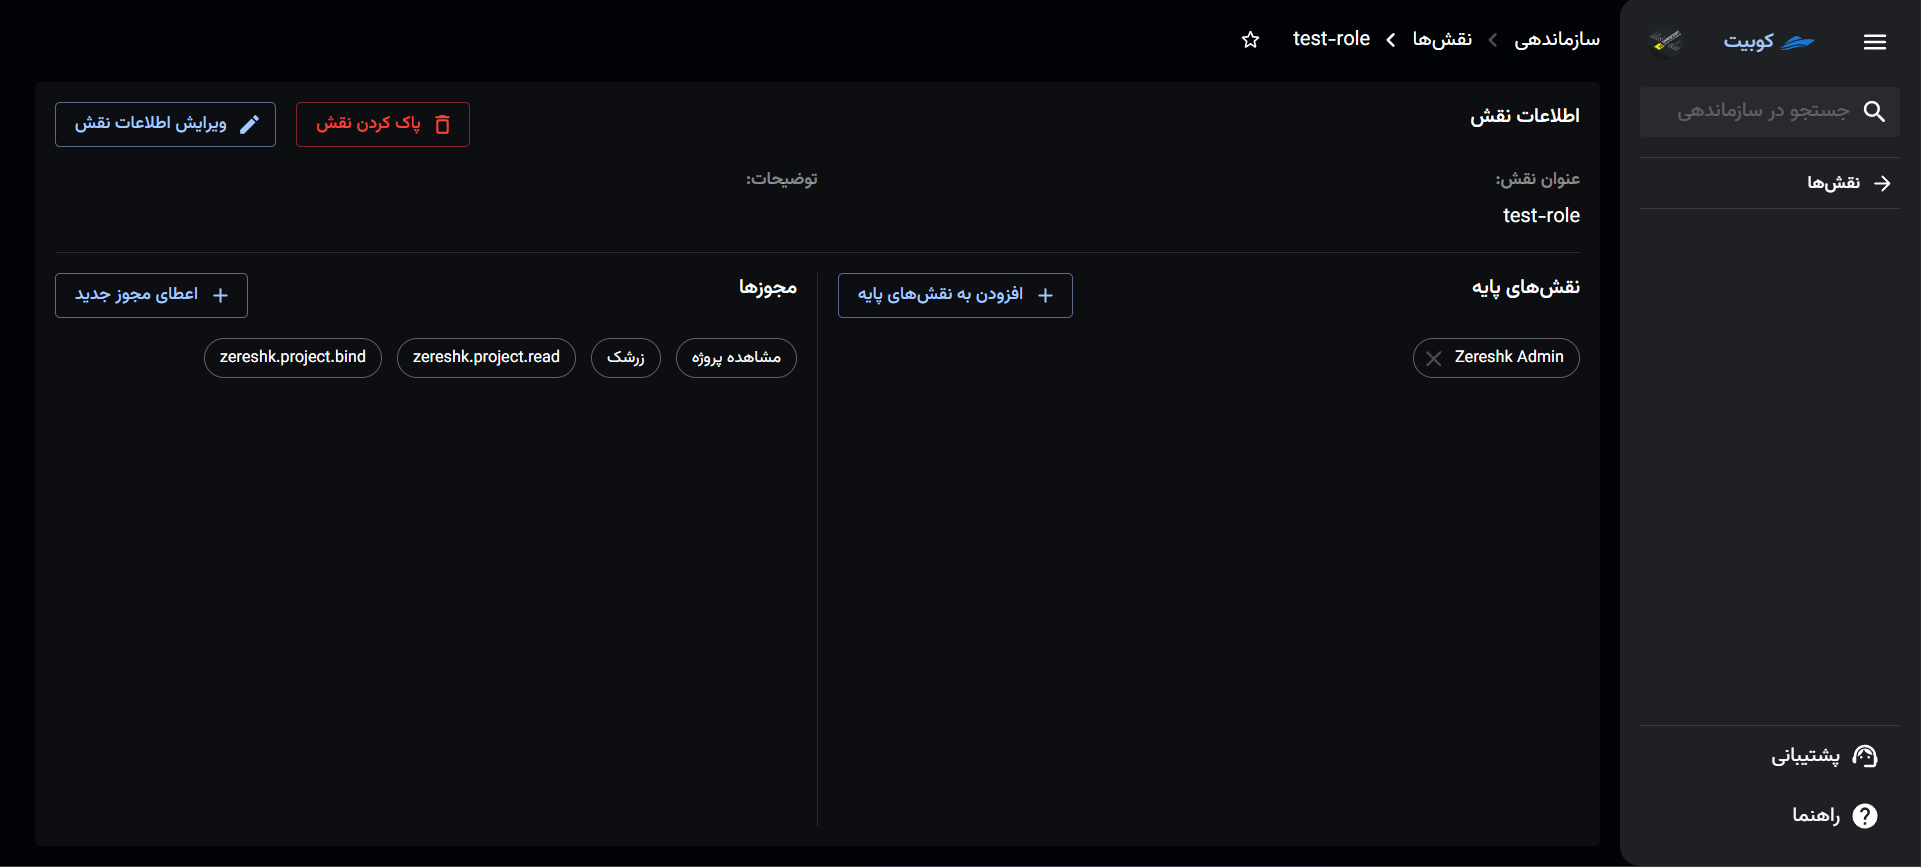 کوبیت
جستجو در سازماندهی
نقش‌ها
پشتیبانی
راهنما
سازماندهی
نقش‌ها
test-role
اطلاعات نقش
پاک کردن نقش
ویرایش اطلاعات نقش
عنوان نقش:
test-role
توضیحات:
نقش‌های پایه
افزودن به نقش‌های پایه
Zereshk Admin
مجوزها
اعطای مجوز جدید
مشاهده پروژه
زرشک
zereshk.project.read
zereshk.project.bind